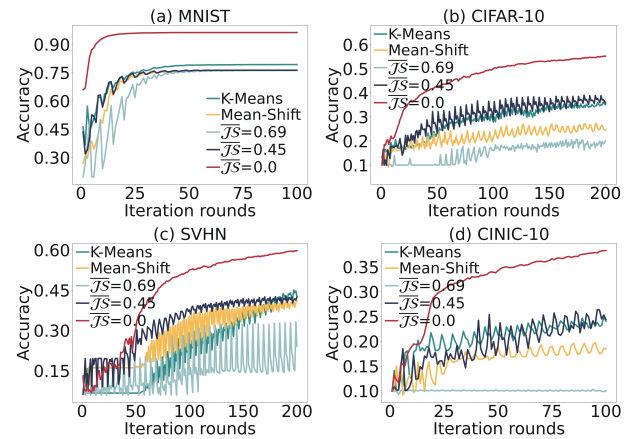 (a) MNIST
Accuracy
0.90
0.75
0.60
0.45
0.30
K-Means
Mean-Shift
𝒥𝒮=0.69
𝒥𝒮=0.45
𝒥𝒮=0.0
0 25 50 75 100
Iteration rounds
(b) CIFAR-10
Accuracy
0.6
0.5
0.4
0.3
0.2
0.1
K-Means
Mean-Shift
𝒥𝒮=0.69
𝒥𝒮=0.45
𝒥𝒮=0.0
0 50 100 150 200
Iteration rounds
(c) SVHN
Accuracy
0.60
0.45
0.30
0.15
K-Means
Mean-Shift
𝒥𝒮=0.69
𝒥𝒮=0.45
𝒥𝒮=0.0
0 50 100 150 200
Iteration rounds
(d) CINIC-10
Accuracy
0.35
0.30
0.25
0.20
0.15
0.10
K-Means
Mean-Shift
𝒥𝒮=0.69
𝒥𝒮=0.45
𝒥𝒮=0.0
0 25 50 75 100
Iteration rounds